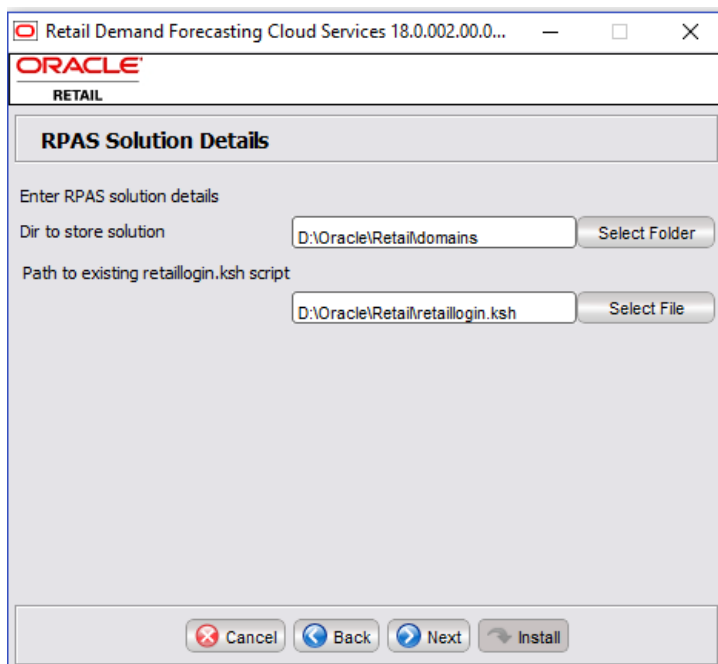 Retail Demand Forecasting Cloud Services 18.0.002.00.0...
ORACLE
RETAIL
RPAS Solution Details
Enter RPAS solution details
Dir to store solution D:\Oracle\Retail\domains Select Folder
Path to existing retaillogin.ksh script
D:\Oracle\Retail\retaillogin.ksh Select File
Cancel Back Next Install